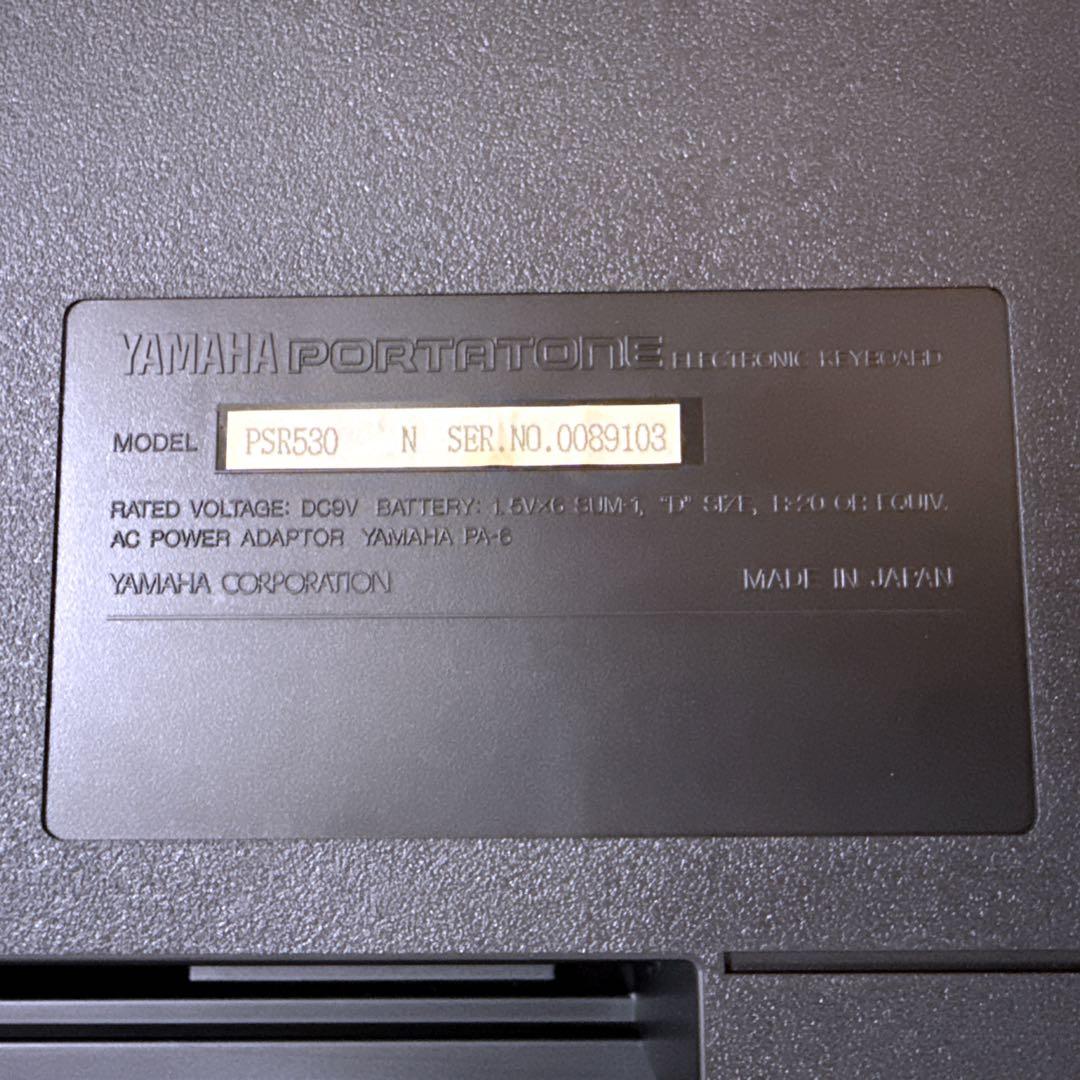 YAMAHA PORTATONE ELECTRONIC KEYBOARD
MODEL PSR530 N SER.NO.0089103
RATED VOLTAGE: DC9V BATTERY: 1.5V×6 SUM-1, "D" SIZE, R-20 OR EQUIV.
AC POWER ADAPTOR YAMAHA PA-6
YAMAHA CORPORATION MADE IN JAPAN